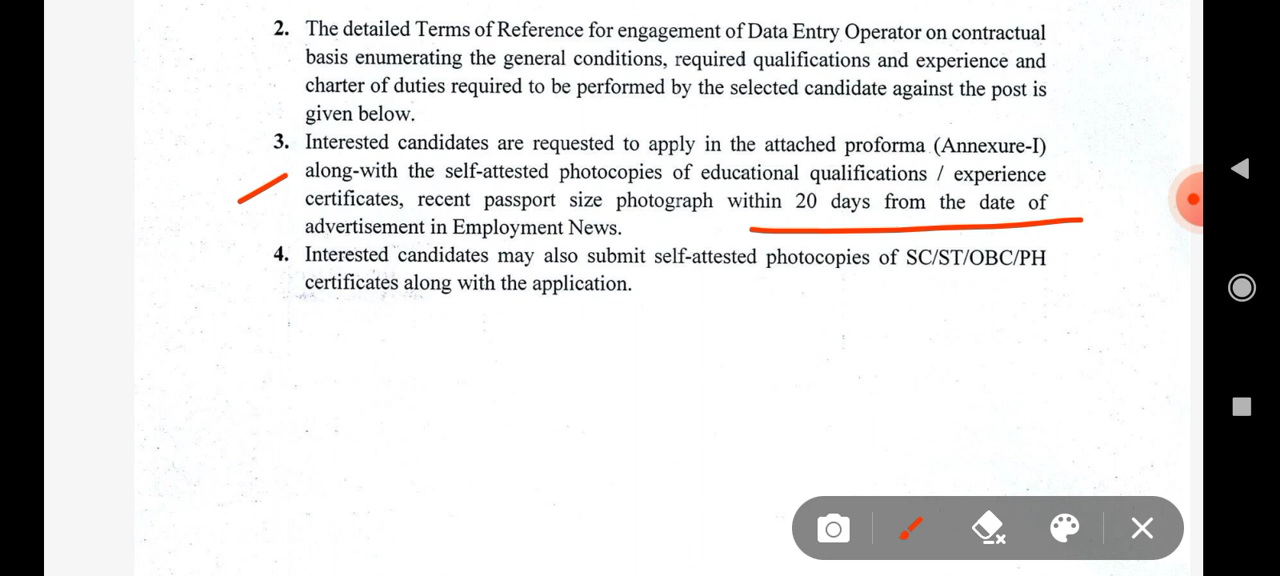 2. The detailed Terms of Reference for engagement of Data Entry Operator on contractual
basis enumerating the general conditions, required qualifications and experience and
charter of duties required to be performed by the selected candidate against the post is
given below.
3. Interested candidates are requested to apply in the attached proforma (Annexure-I)
along-with the self-attested photocopies of educational qualifications / experience
certificates, recent passport size photograph within 20 days from the date of
advertisement in Employment News.
4. Interested candidates may also submit self-attested photocopies of SC/ST/OBC/PH
certificates along with the application.